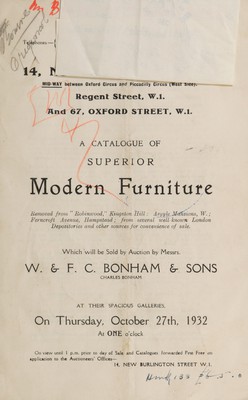 Telephone—
14, N
MID-WAY between Oxford Circus and Piccadilly Circus (West Side).
Regent Street, W.1.
And 67, OXFORD STREET, W.1.
A CATALOGUE OF
SUPERIOR
Modern Furniture
Removed from "Robinwood," Kingston Hill: Argyle Mansions, W.;
Ferncroft Avenue, Hampstead; from several well-known London
Depositories and other sources for convenience of sale.
Which will be Sold by Auction by Messrs.
W. & F. C. BONHAM & SONS
CHARLES BONHAM.
AT THEIR SPACIOUS GALLERIES.
On Thursday, October 27th, 1932
At ONE o'clock
On view until 1 p.m. prior to day of Sale and Catalogues forwarded Free from on
application to the Auctioneers' Offices—
14, NEW BURLINGTON STREET W.1.